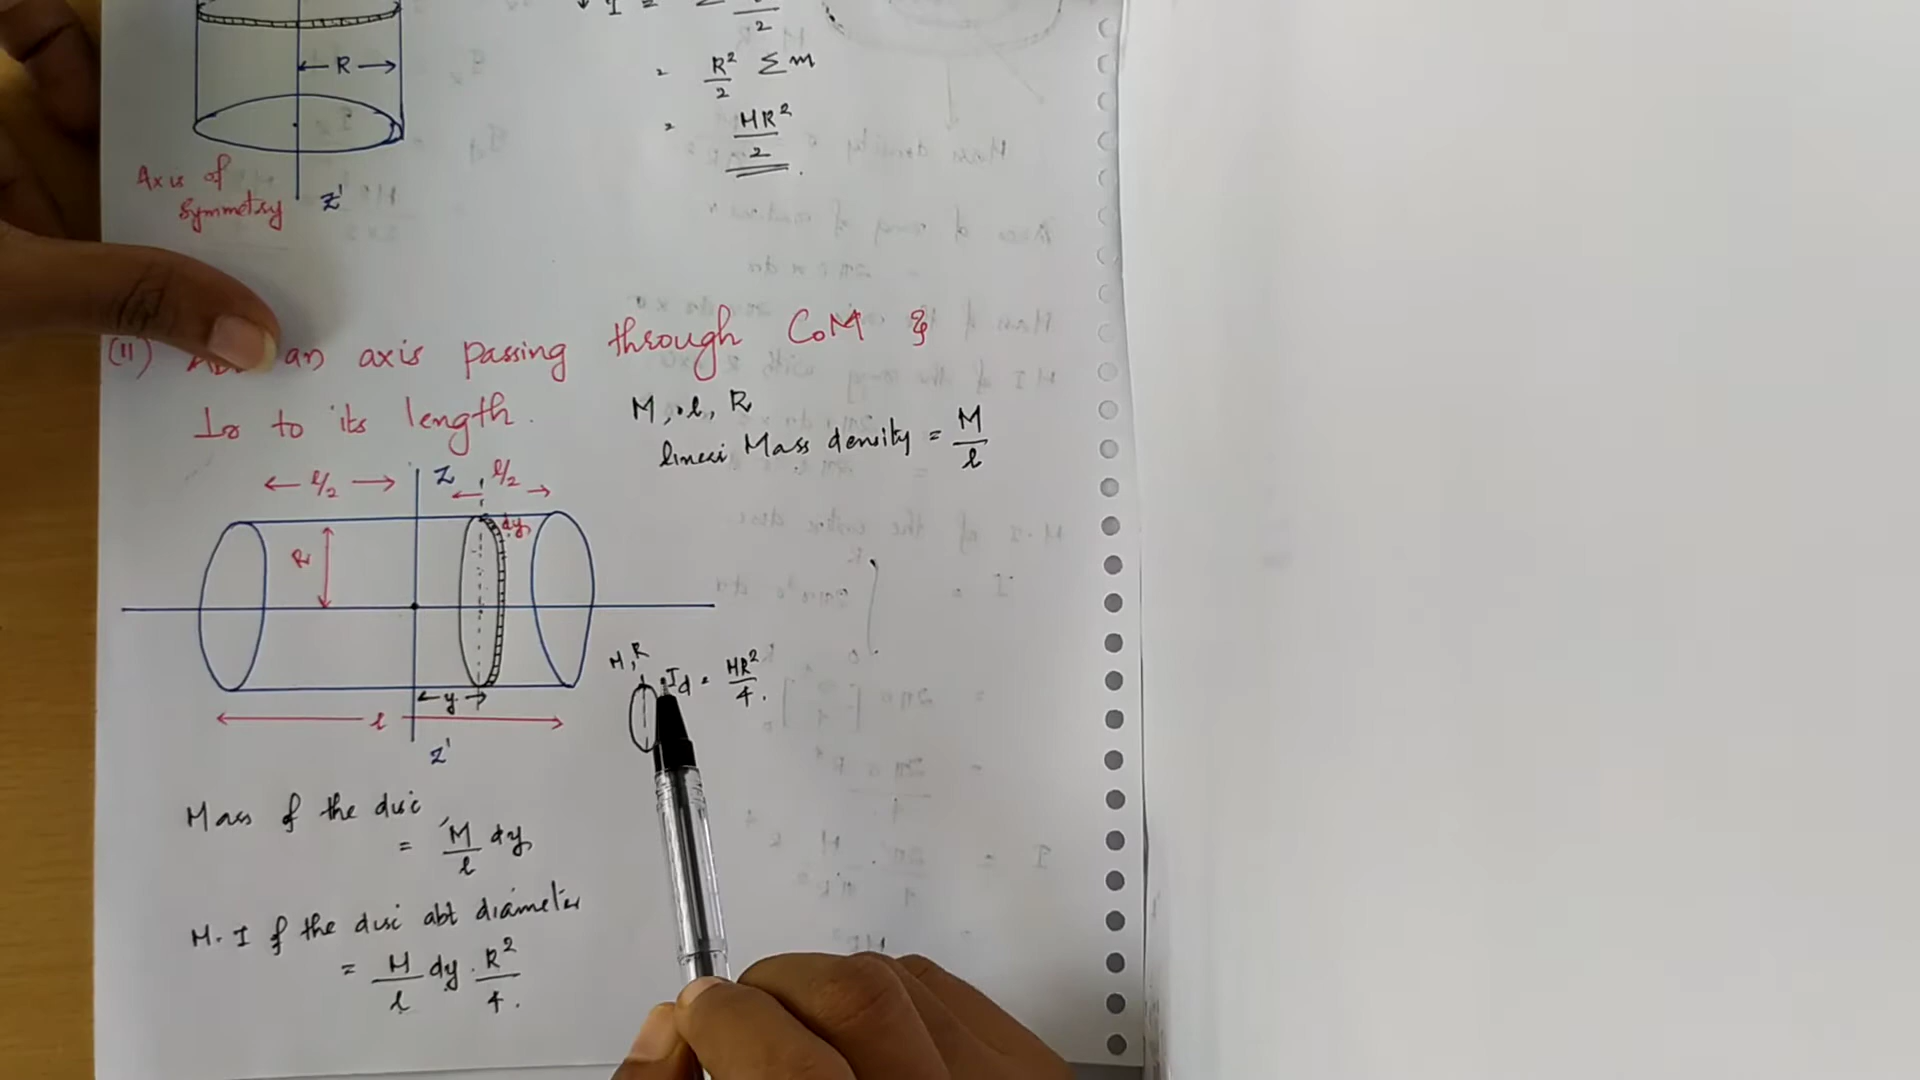 R
Axis of
Symmetry
Z'
2
= R²/2 Σm
= MR²/2.
(II) an axis passing through CoM &
⊥r to its length.
M, l, R
linear Mass density = M/l
l/2 Z l/2
dy
R
y
l
Z'
M, R
Id = MR²/4.
Mass of the disc
= M/l dy
M.I of the disc abt diameter
= M/l dy . R²/4.